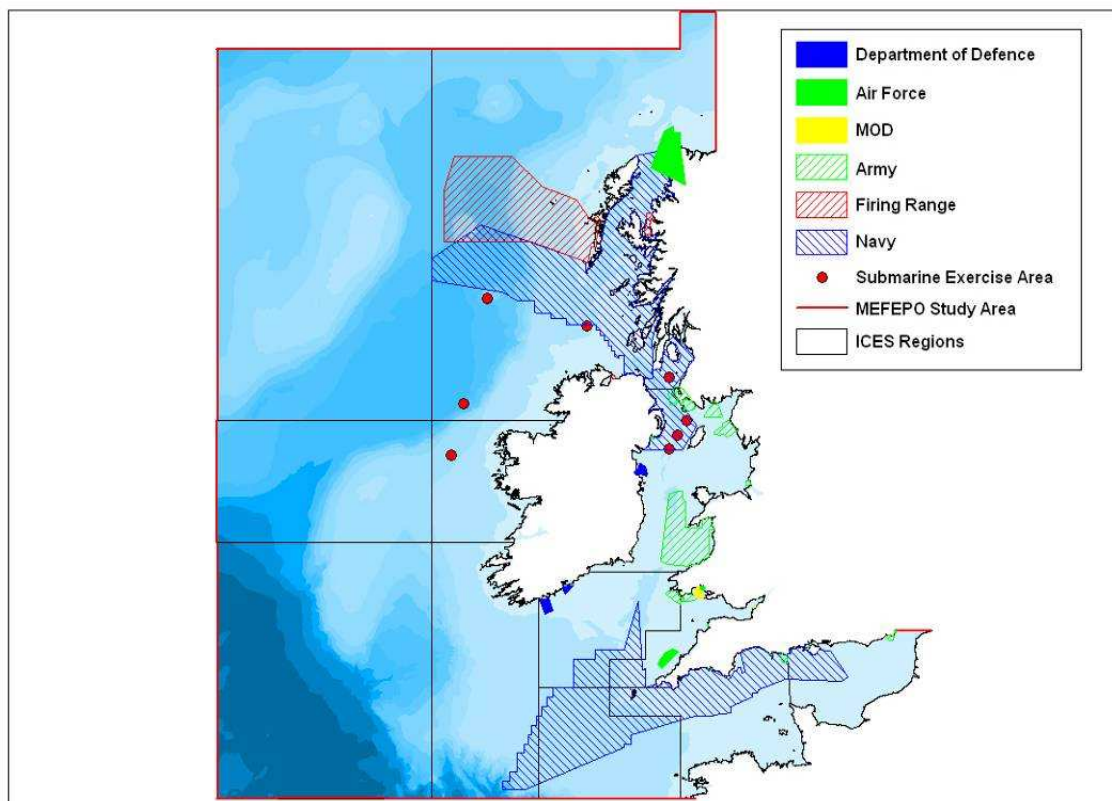 Department of Defence
Air Force
MOD
Army
Firing Range
Navy
Submarine Exercise Area
MEFEPO Study Area
ICES Regions